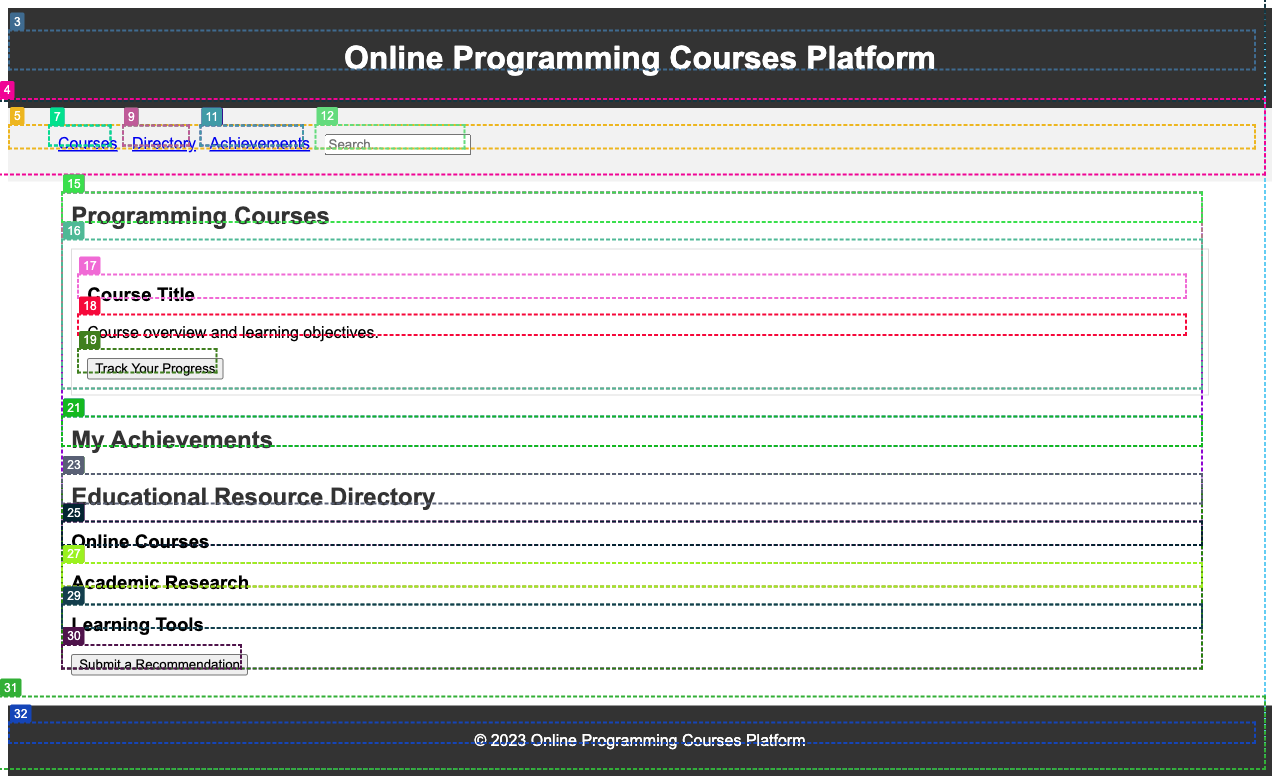 3
Online Programming Courses Platform
4
5 7 9 11 12
Courses Directory Achievements Search
15
Programming Courses
16
17
Course Title
18
Course overview and learning objectives.
19
Track Your Progress
21
My Achievements
23
Educational Resource Directory
25
Online Courses
27
Academic Research
29
Learning Tools
30
Submit a Recommendation
31
32
© 2023 Online Programming Courses Platform